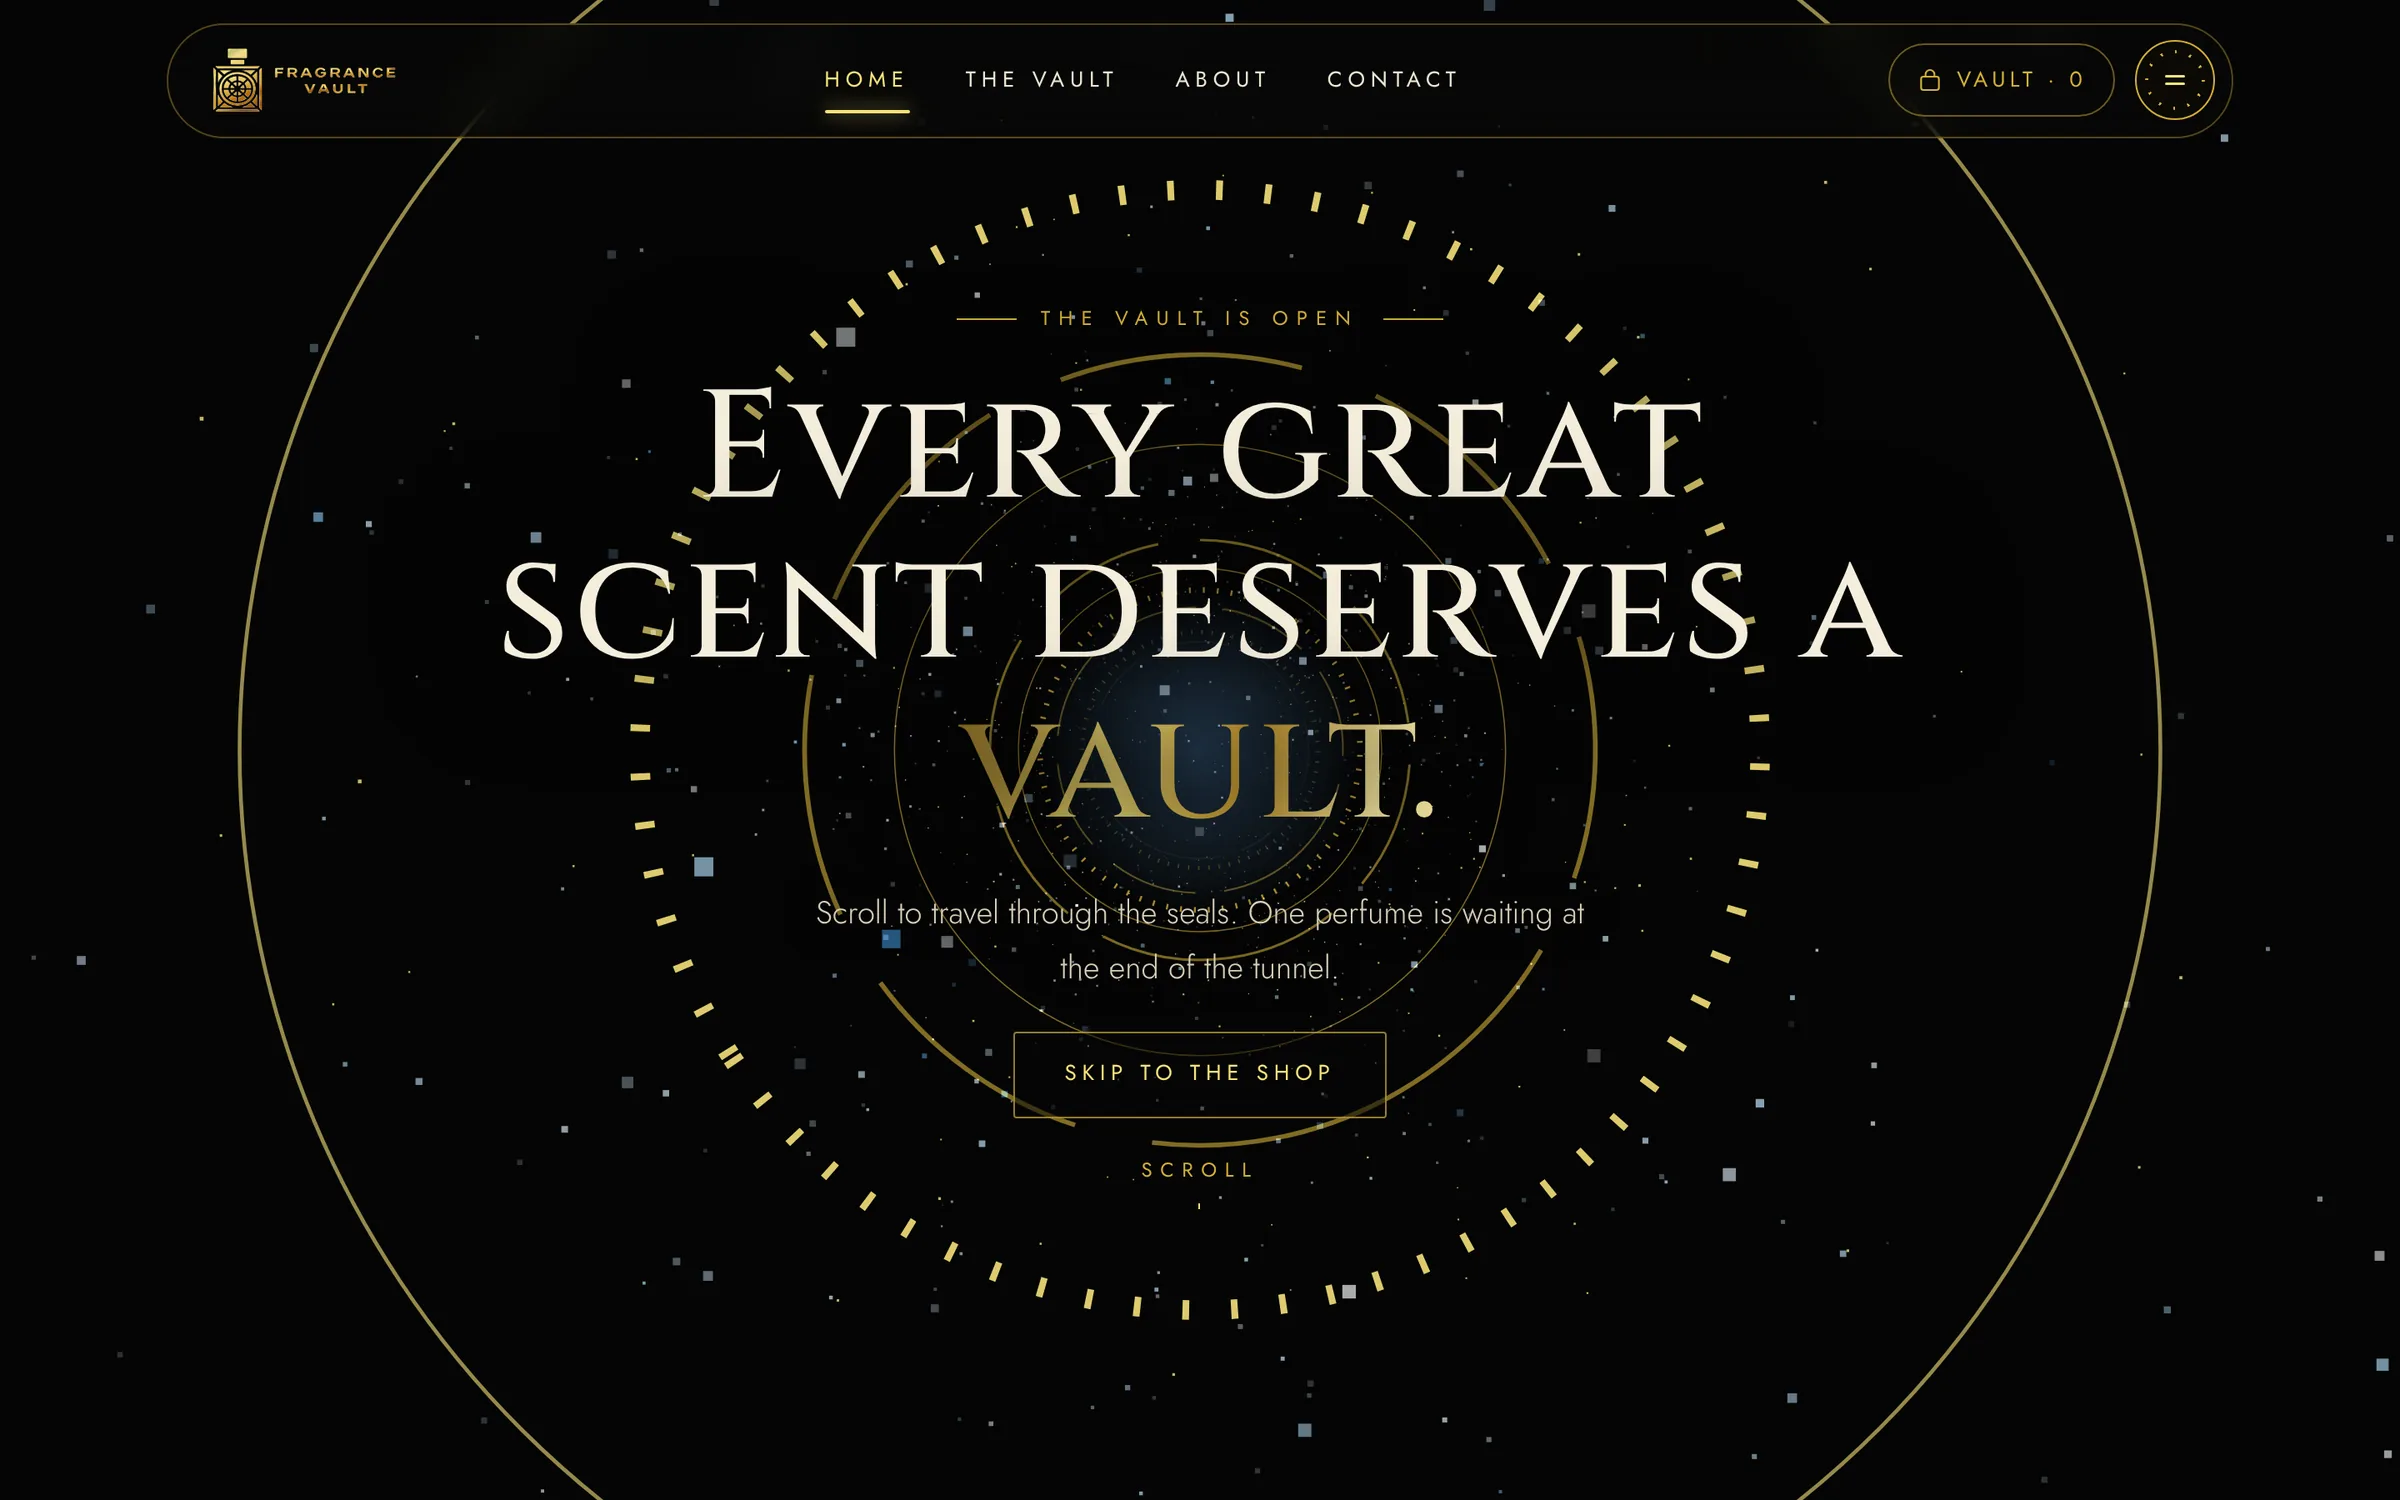 FRAGRANCE
VAULT
HOME
THE VAULT
ABOUT
CONTACT
VAULT · 0
THE VAULT IS OPEN
EVERY GREAT
SCENT DESERVES A
VAULT.
Scroll to travel through the seals. One perfume is waiting at
the end of the tunnel.
SKIP TO THE SHOP
SCROLL